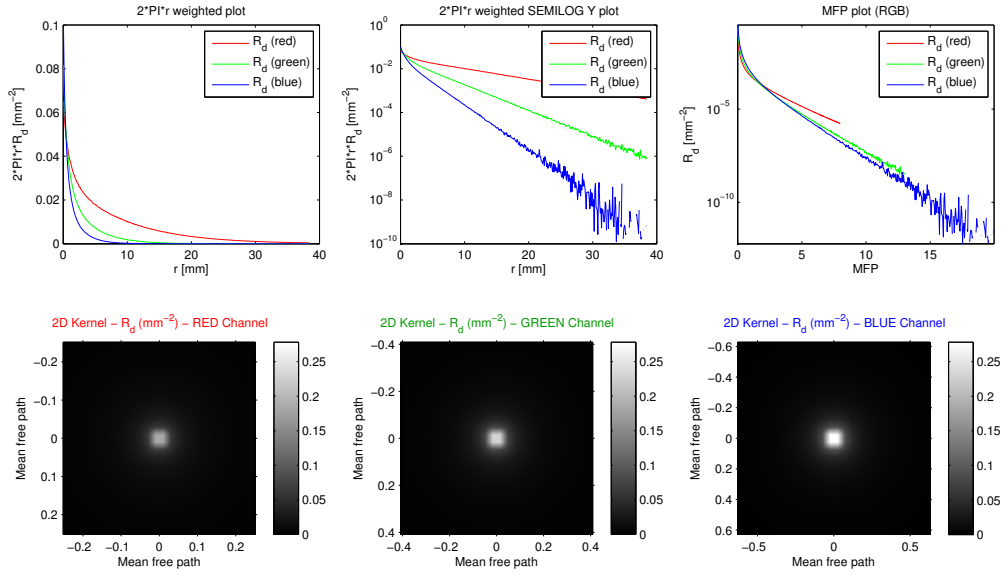 2*PI*r weighted plot
2*PI*r*R_d [mm^-2]
0.1
0.08
0.06
0.04
0.02
0
0 10 20 30 40
r [mm]
R_d (red)
R_d (green)
R_d (blue)
2*PI*r weighted SEMILOG Y plot
2*PI*r*R_d [mm^-2]
10^0
10^-2
10^-4
10^-6
10^-8
10^-10
0 10 20 30 40
r [mm]
R_d (red)
R_d (green)
R_d (blue)
MFP plot (RGB)
R_d [mm^-2]
10^-5
10^-10
0 5 10 15
MFP
R_d (red)
R_d (green)
R_d (blue)
2D Kernel − R_d (mm^-2) − RED Channel
Mean free path
−0.2
−0.1
0
0.1
0.2
−0.2 −0.1 0 0.1 0.2
Mean free path
0.25
0.2
0.15
0.1
0.05
0
2D Kernel − R_d (mm^-2) − GREEN Channel
Mean free path
−0.4
−0.2
0
0.2
0.4
−0.4 −0.2 0 0.2 0.4
Mean free path
0.25
0.2
0.15
0.1
0.05
0
2D Kernel − R_d (mm^-2) − BLUE Channel
Mean free path
−0.6
−0.4
−0.2
0
0.2
0.4
0.6
−0.5 0 0.5
Mean free path
0.25
0.2
0.15
0.1
0.05
0